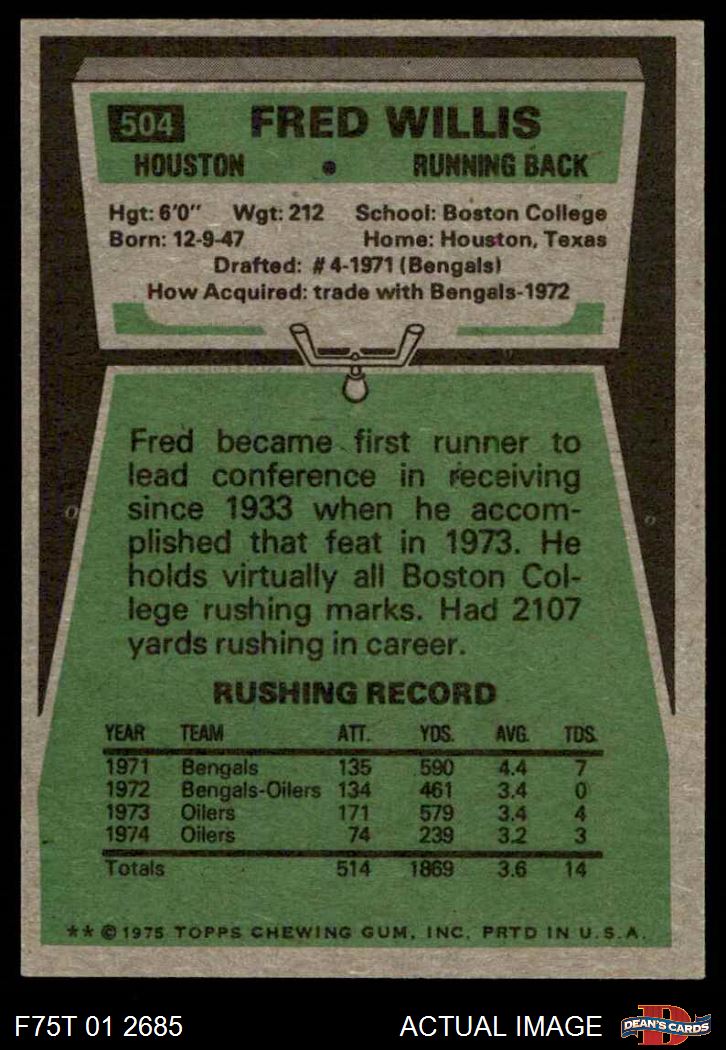 504 FRED WILLIS
HOUSTON • RUNNING BACK
Hgt: 6'0" Wgt: 212 School: Boston College
Born: 12-9-47 Home: Houston, Texas
Drafted: #4-1971 (Bengals)
How Acquired: trade with Bengals-1972
Fred became first runner to
lead conference in receiving
since 1933 when he accom-
plished that feat in 1973. He
holds virtually all Boston Col-
lege rushing marks. Had 2107
yards rushing in career.
RUSHING RECORD
YEAR TEAM ATT. YDS. AVG. TDS.
1971 Bengals 135 590 4.4 7
1972 Bengals-Oilers 134 461 3.4 0
1973 Oilers 171 579 3.4 4
1974 Oilers 74 239 3.2 3
Totals 514 1869 3.6 14
** © 1975 TOPPS CHEWING GUM, INC. PRTD IN U.S.A.
F75T 01 2685 ACTUAL IMAGE D DEAN'S CARDS